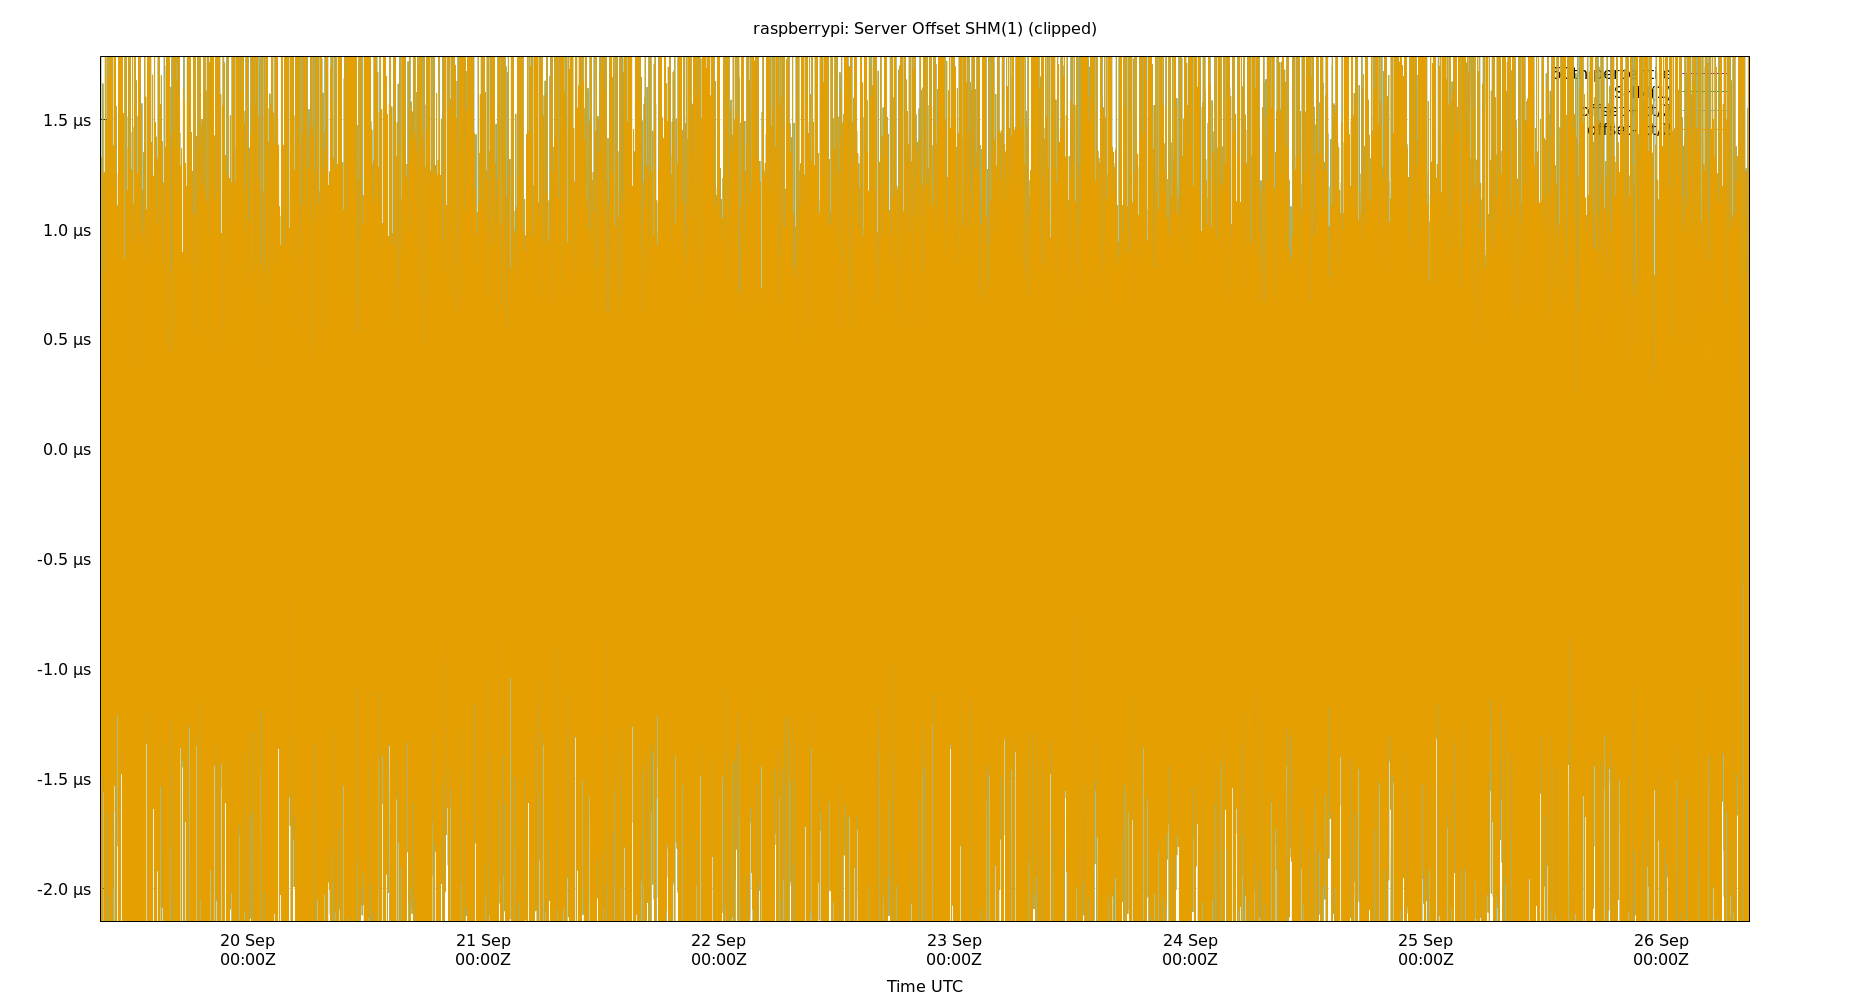 raspberrypi: Server Offset SHM(1) (clipped)
1.5 µs
1.0 µs
0.5 µs
0.0 µs
-0.5 µs
-1.0 µs
-1.5 µs
-2.0 µs
20 Sep 21 Sep 22 Sep 23 Sep 24 Sep 25 Sep 26 Sep
00:00Z 00:00Z 00:00Z 00:00Z 00:00Z 00:00Z 00:00Z
Time UTC